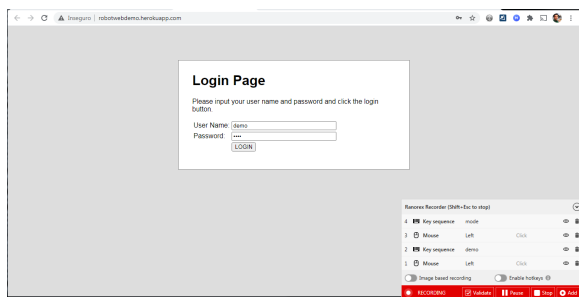 Inseguro | robotwebdemo.herokuapp.com
Login Page
Please input your user name and password and click the login
button.
User Name: demo
Password: ••••
LOGIN
Ranorex Recorder (Shift+Esc to stop)
4 Key sequence mode
3 Mouse Left Click
2 Key sequence demo
1 Mouse Left Click
Image based recording Enable hotkeys
RECORDING Validate Pause Stop Add